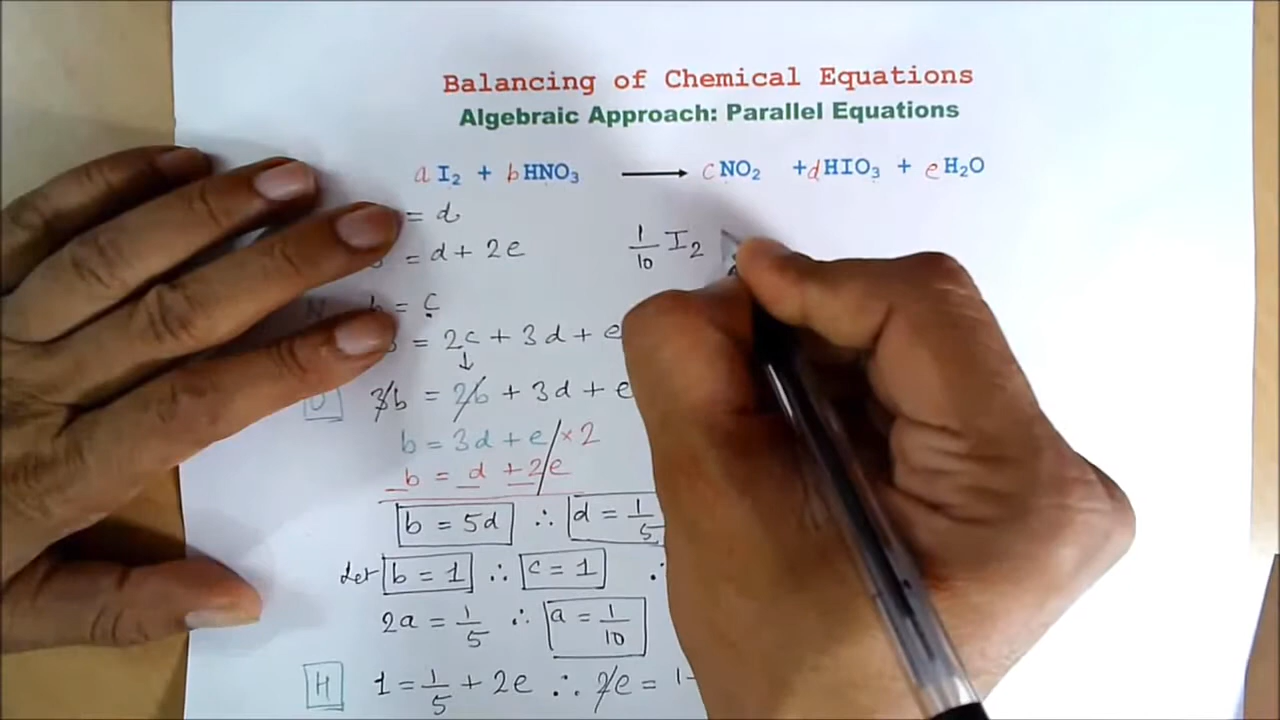 Balancing of Chemical Equations
Algebraic Approach: Parallel Equations
a I₂ + b HNO₃ ⟶ c NO₂ + d HIO₃ + e H₂O
= d
= d + 2e
1/10 I₂
b = c
= 2c + 3d + e
↓
3b = 2b + 3d + e
b = 3d + e /×2
b = d + 2e
b = 5d ∴ d = 1/5
Let b = 1 ∴ c = 1 ∴
2a = 1/5 ∴ a = 1/10
H 1 = 1/5 + 2e ∴ 2e = 1-